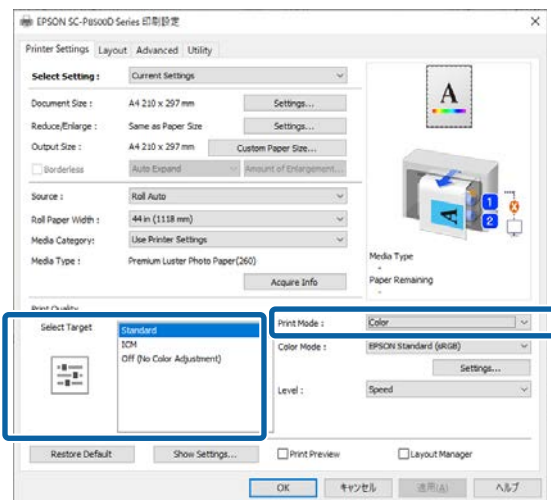 EPSON SC-P8500D Series 印刷設定
Printer Settings Layout Advanced Utility
Select Setting : Current Settings
Document Size : A4 210 x 297 mm Settings...
Reduce/Enlarge : Same as Paper Size Settings...
Output Size : A4 210 x 297 mm Custom Paper Size...
Borderless Auto Expand Amount of Enlargement...
Source : Roll Auto
Roll Paper Width : 44 in (1118 mm)
Media Category: Use Printer Settings
Media Type : Premium Luster Photo Paper(260)
Acquire Info
A
A
1
2
Media Type
-
Paper Remaining
-
Print Quality
Select Target
Standard
ICM
Off (No Color Adjustment)
Print Mode : Color
Color Mode : EPSON Standard (sRGB)
Settings...
Level : Speed
Restore Default Show Settings... Print Preview Layout Manager
OK キャンセル 適用(A) ヘルプ